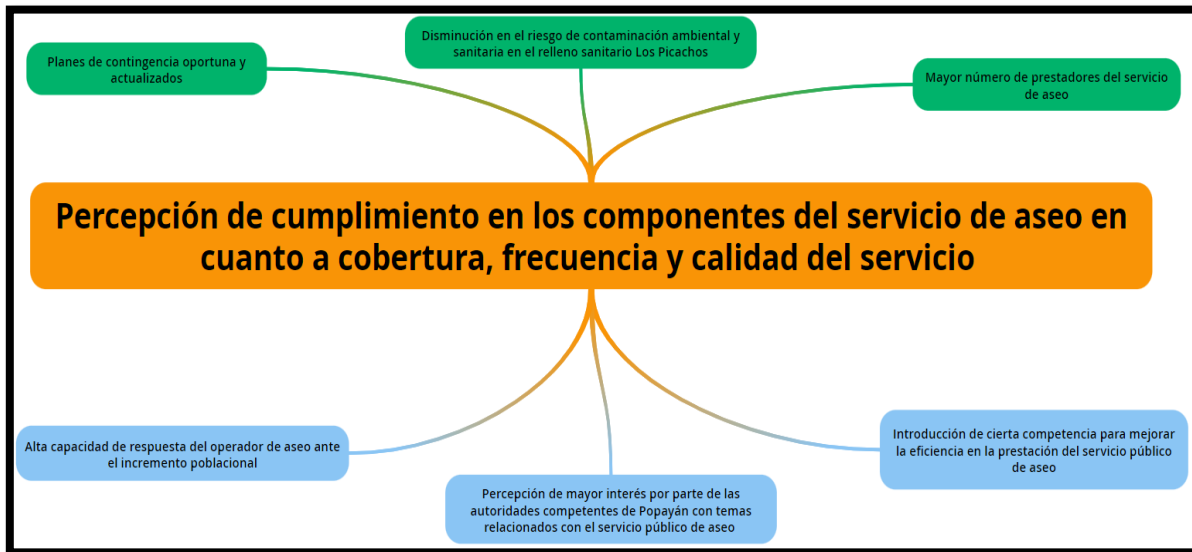 Disminución en el riesgo de contaminación ambiental y
sanitaria en el relleno sanitario Los Picachos
Planes de contingencia oportuna y
actualizados
Mayor número de prestadores del servicio
de aseo
Percepción de cumplimiento en los componentes del servicio de aseo en
cuanto a cobertura, frecuencia y calidad del servicio
Alta capacidad de respuesta del operador de aseo ante
el incremento poblacional
Percepción de mayor interés por parte de las
autoridades competentes de Popayán con temas
relacionados con el servicio público de aseo
Introducción de cierta competencia para mejorar
la eficiencia en la prestación del servicio público
de aseo